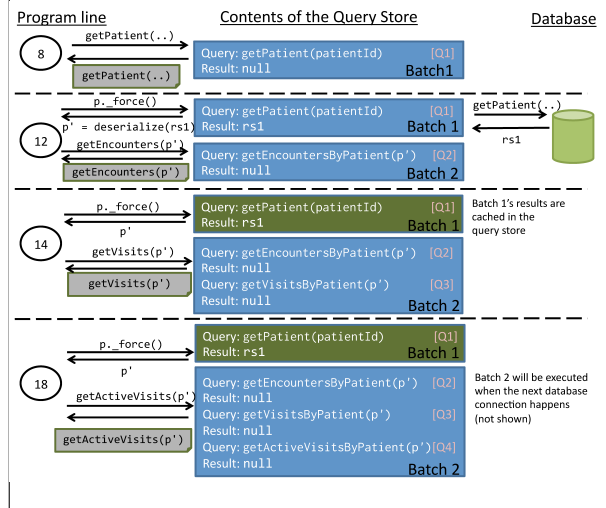 Program line
Contents of the Query Store
Database
8
getPatient(..)
getPatient(..)
Query: getPatient(patientId) [Q1]
Result: null
Batch1
12
p._force()
p' = deserialize(rs1)
getEncounters(p')
getEncounters(p')
Query: getPatient(patientId) [Q1]
Result: rs1
Batch 1
Query: getEncountersByPatient(p') [Q2]
Result: null
Batch 2
getPatient(..)
rs1
14
p._force()
p'
getVisits(p')
getVisits(p')
Query: getPatient(patientId) [Q1]
Result: rs1
Batch 1
Query: getEncountersByPatient(p') [Q2]
Result: null
Query: getVisitsByPatient(p') [Q3]
Result: null
Batch 2
Batch 1's results are
cached in the
query store
18
p._force()
p'
getActiveVisits(p')
getActiveVisits(p')
Query: getPatient(patientId) [Q1]
Result: rs1
Batch 1
Query: getEncountersByPatient(p') [Q2]
Result: null
Query: getVisitsByPatient(p') [Q3]
Result: null
Query: getActiveVisitsByPatient(p')[Q4]
Result: null
Batch 2
Batch 2 will be executed
when the next database
connection happens
(not shown)